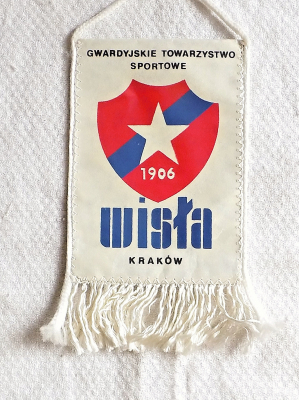 GWARDYJSKIE TOWARZYSTWO
SPORTOWE
1906
wisła
KRAKÓW